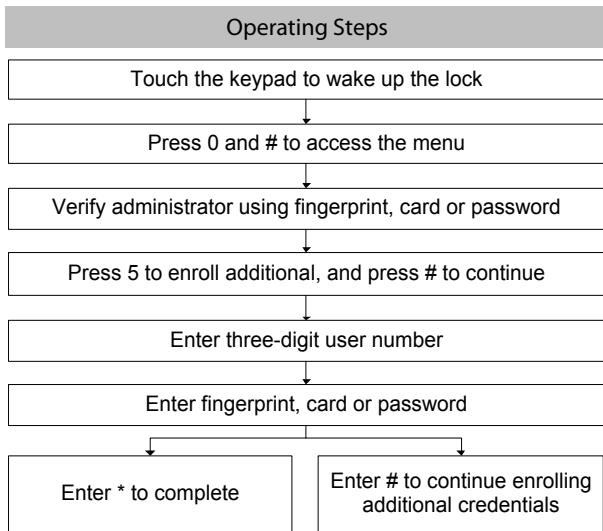 Operating Steps
Touch the keypad to wake up the lock
Press 0 and # to access the menu
Verify administrator using fingerprint, card or password
Press 5 to enroll additional, and press # to continue
Enter three-digit user number
Enter fingerprint, card or password
Enter * to complete
Enter # to continue enrolling
additional credentials